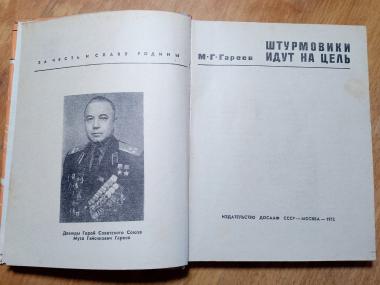 ЗА ЧЕСТЬ И СЛАВУ РОДИНЫ
Дважды Герой Советского Союза
Муса Гайсинович Гареев
М·Г·Гареев
ШТУРМОВИКИ
ИДУТ НА ЦЕЛЬ
ИЗДАТЕЛЬСТВО ДОСААФ СССР—МОСКВА—1972